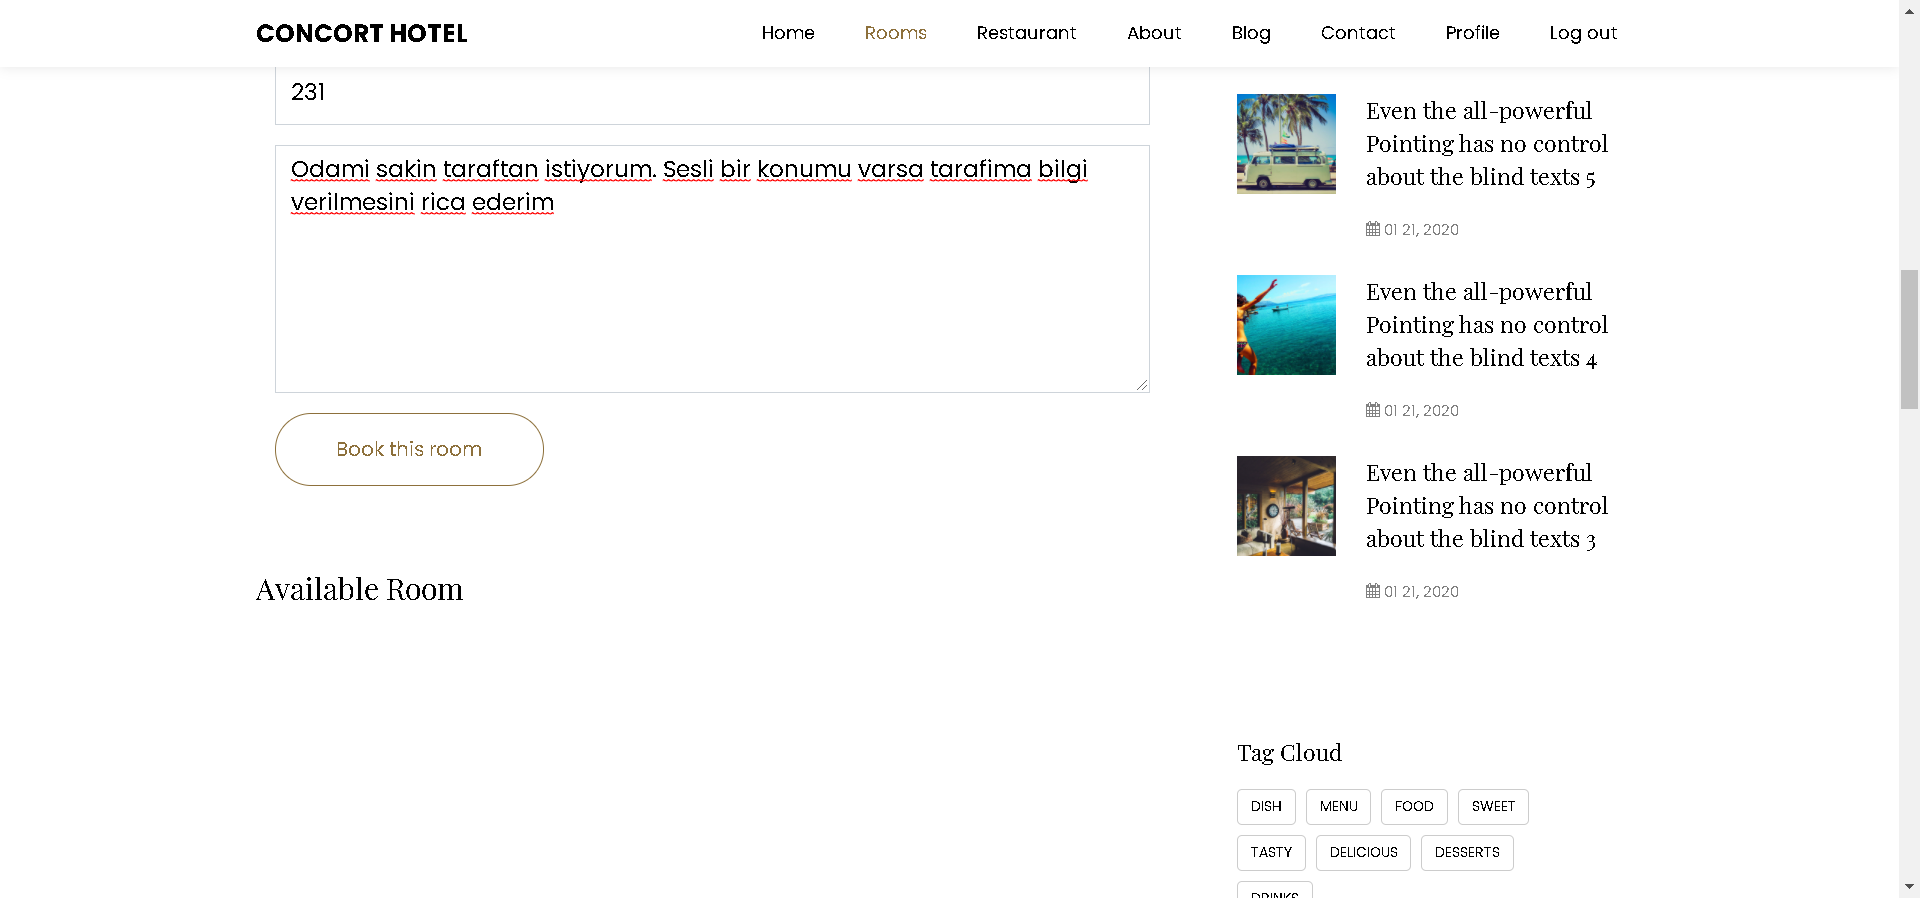 CONCORT HOTEL
Home Rooms Restaurant About Blog Contact Profile Log out
231
Odami sakin taraftan istiyorum. Sesli bir konumu varsa tarafima bilgi
verilmesini rica ederim
Book this room
Available Room
Even the all-powerful
Pointing has no control
about the blind texts 5
01 21, 2020
Even the all-powerful
Pointing has no control
about the blind texts 4
01 21, 2020
Even the all-powerful
Pointing has no control
about the blind texts 3
01 21, 2020
Tag Cloud
DISH MENU FOOD SWEET
TASTY DELICIOUS DESSERTS
DRINKS